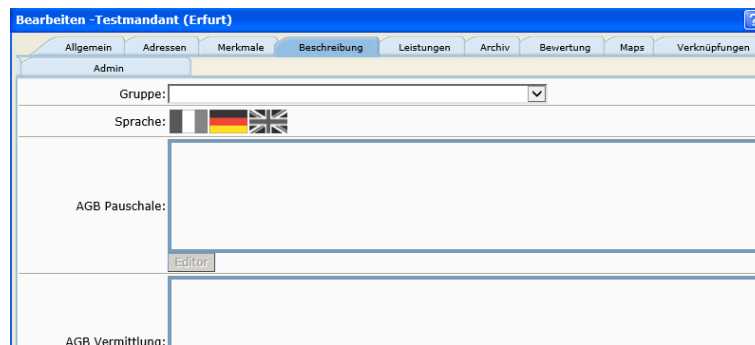 Bearbeiten -Testmandant (Erfurt)
?
Allgemein Adressen Merkmale Beschreibung Leistungen Archiv Bewertung Maps Verknüpfungen
Admin
Gruppe:
Sprache:
AGB Pauschale:
Editor
AGB Vermittlung: